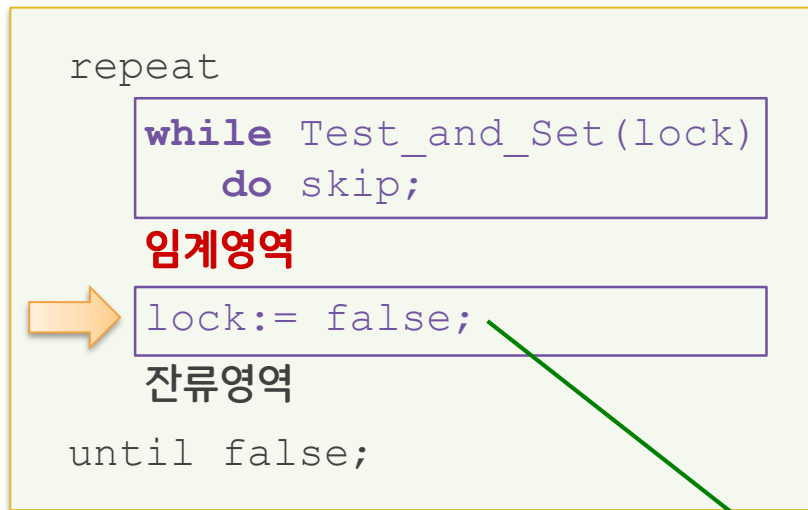 repeat
while Test_and_Set(lock)
do skip;
임계영역
lock:= false;
잔류영역
until false;